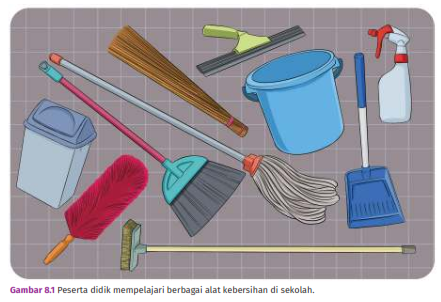 Gambar 8.1 Peserta didik mempelajari berbagai alat kebersihan di sekolah.